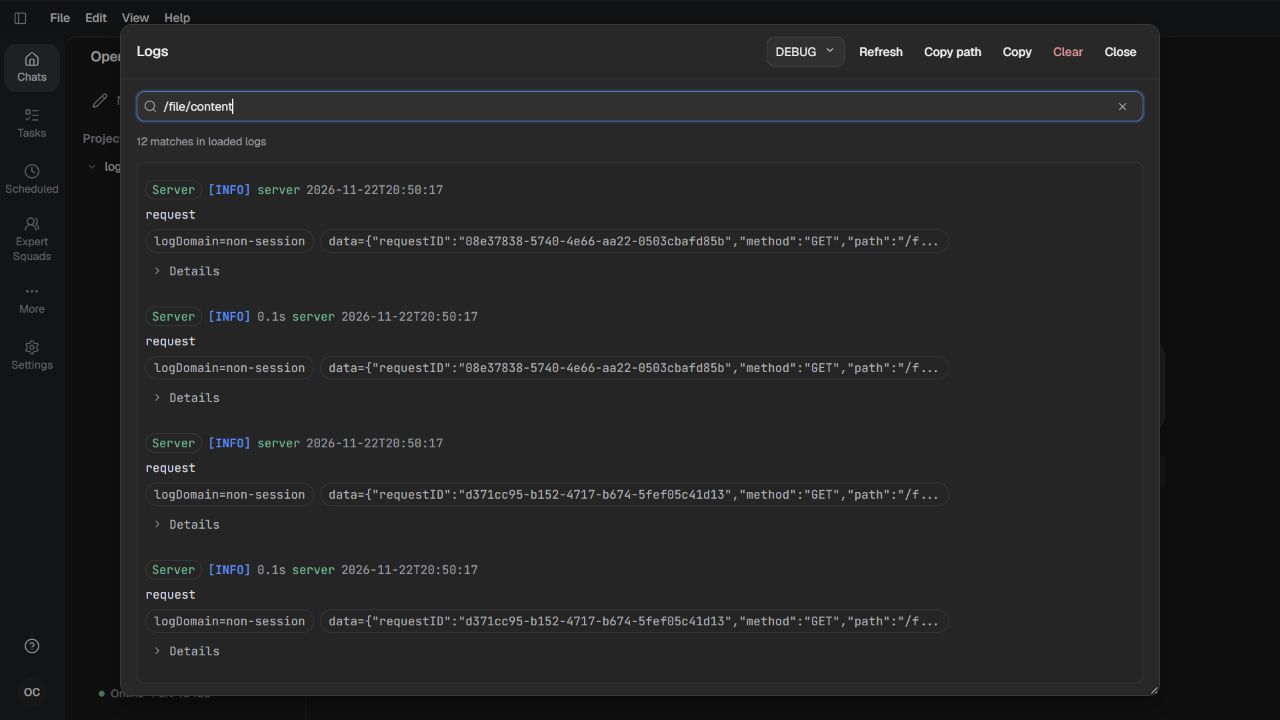 File Edit View Help
Logs
DEBUG Refresh Copy path Copy Clear Close
Chats
Tasks
Scheduled
Expert
Squads
More
Settings
OC
Projec
log
/file/content
12 matches in loaded logs
Server [INFO] server 2026-11-22T20:50:17
request
logDomain=non-session data={"requestID":"08e37838-5740-4e66-aa22-0503cbafd85b","method":"GET","path":"/f...
Details
Server [INFO] 0.1s server 2026-11-22T20:50:17
request
logDomain=non-session data={"requestID":"08e37838-5740-4e66-aa22-0503cbafd85b","method":"GET","path":"/f...
Details
Server [INFO] server 2026-11-22T20:50:17
request
logDomain=non-session data={"requestID":"d371cc95-b152-4717-b674-5fef05c41d13","method":"GET","path":"/f...
Details
Server [INFO] 0.1s server 2026-11-22T20:50:17
request
logDomain=non-session data={"requestID":"d371cc95-b152-4717-b674-5fef05c41d13","method":"GET","path":"/f...
Details